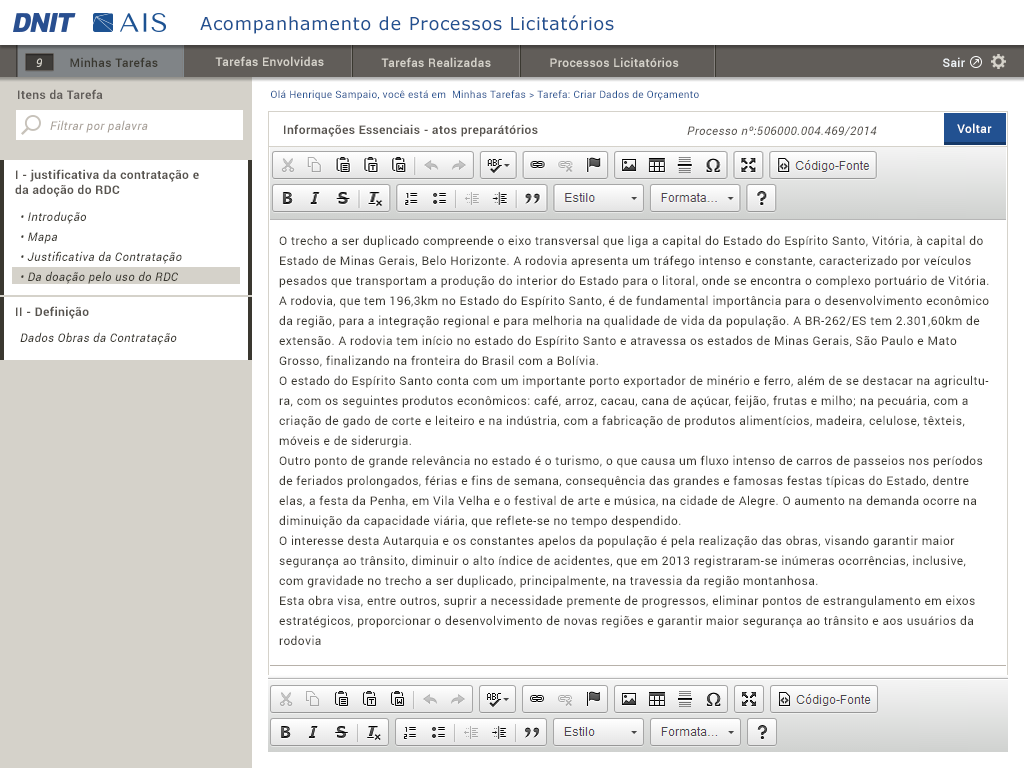 DNIT AIS Acompanhamento de Processos Licitatórios
9 Minhas Tarefas Tarefas Envolvidas Tarefas Realizadas Processos Licitatórios Sair
Itens da Tarefa
Filtrar por palavra
I - justificativa da contratação e
da adoção do RDC
• Introdução
• Mapa
• Justificativa da Contratação
• Da doação pelo uso do RDC
II - Definição
Dados Obras da Contratação
Olá Henrique Sampaio, você está em Minhas Tarefas > Tarefa: Criar Dados de Orçamento
Informações Essenciais - atos preparátórios Processo nº:506000.004.469/2014 Voltar
ABC Ω Código-Fonte
B I S Ix Estilo Formata... ?
O trecho a ser duplicado compreende o eixo transversal que liga a capital do Estado do Espírito Santo, Vitória, à capital do
Estado de Minas Gerais, Belo Horizonte. A rodovia apresenta um tráfego intenso e constante, caracterizado por veículos
pesados que transportam a produção do interior do Estado para o litoral, onde se encontra o complexo portuário de Vitória.
A rodovia, que tem 196,3km no Estado do Espírito Santo, é de fundamental importância para o desenvolvimento econômico
da região, para a integração regional e para melhoria na qualidade de vida da população. A BR-262/ES tem 2.301,60km de
extensão. A rodovia tem início no estado do Espírito Santo e atravessa os estados de Minas Gerais, São Paulo e Mato
Grosso, finalizando na fronteira do Brasil com a Bolívia.
O estado do Espírito Santo conta com um importante porto exportador de minério e ferro, além de se destacar na agricultu-
ra, com os seguintes produtos econômicos: café, arroz, cacau, cana de açúcar, feijão, frutas e milho; na pecuária, com a
criação de gado de corte e leiteiro e na indústria, com a fabricação de produtos alimentícios, madeira, celulose, têxteis,
móveis e de siderurgia.
Outro ponto de grande relevância no estado é o turismo, o que causa um fluxo intenso de carros de passeios nos períodos
de feriados prolongados, férias e fins de semana, consequência das grandes e famosas festas típicas do Estado, dentre
elas, a festa da Penha, em Vila Velha e o festival de arte e música, na cidade de Alegre. O aumento na demanda ocorre na
diminuição da capacidade viária, que reflete-se no tempo despendido.
O interesse desta Autarquia e os constantes apelos da população é pela realização das obras, visando garantir maior
segurança ao trânsito, diminuir o alto índice de acidentes, que em 2013 registraram-se inúmeras ocorrências, inclusive,
com gravidade no trecho a ser duplicado, principalmente, na travessia da região montanhosa.
Esta obra visa, entre outros, suprir a necessidade premente de progressos, eliminar pontos de estrangulamento em eixos
estratégicos, proporcionar o desenvolvimento de novas regiões e garantir maior segurança ao trânsito e aos usuários da
rodovia
ABC Ω Código-Fonte
B I S Ix Estilo Formata... ?